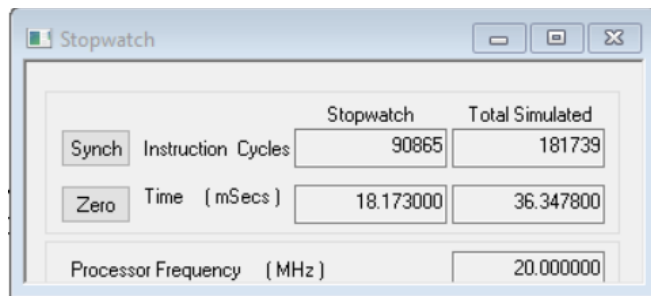 Stopwatch
Stopwatch Total Simulated
Synch Instruction Cycles 90865 181739
Zero Time (mSecs) 18.173000 36.347800
Processor Frequency (MHz) 20.000000